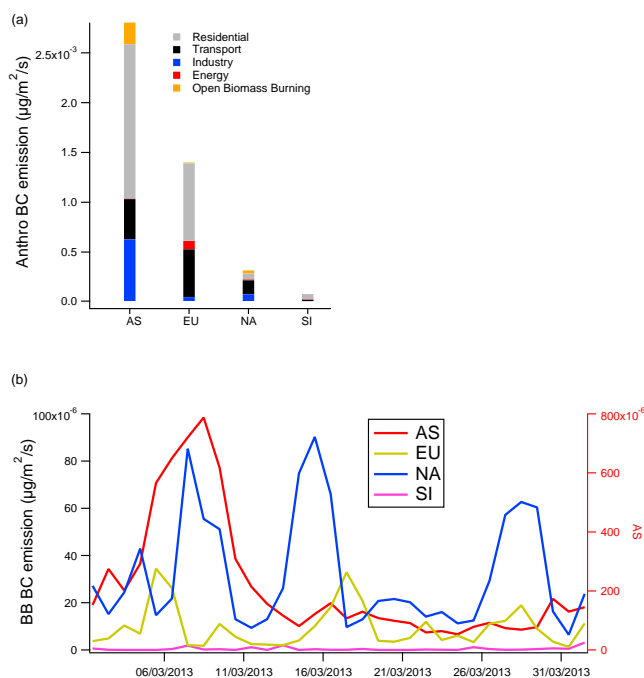 (a)
Anthro BC emission (µg/m²/s)
2.5x10⁻³
2.0
1.5
1.0
0.5
0.0
Residential
Transport
Industry
Energy
Open Biomass Burning
AS EU NA SI
(b)
BB BC emission (µg/m²/s)
100x10⁻⁶
80
60
40
20
0
AS
EU
NA
SI
800x10⁻⁶
600
400
200
0
AS
06/03/2013 11/03/2013 16/03/2013 21/03/2013 26/03/2013 31/03/2013